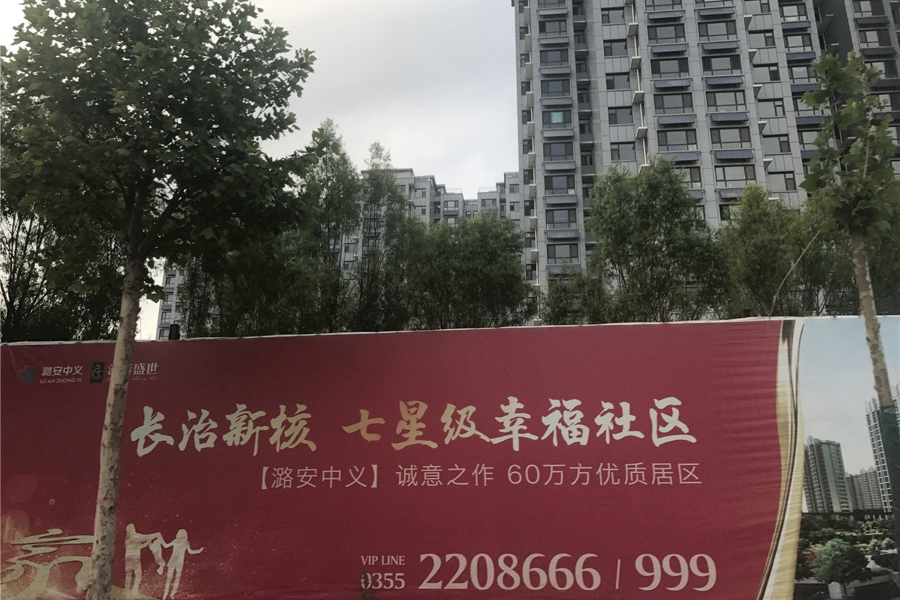 潞安中义
LU AN ZHONG YI
盛世
长治新核 七星级幸福社区
【潞安中义】诚意之作 60万方优质居区
VIP LINE
0355 2208666 / 999